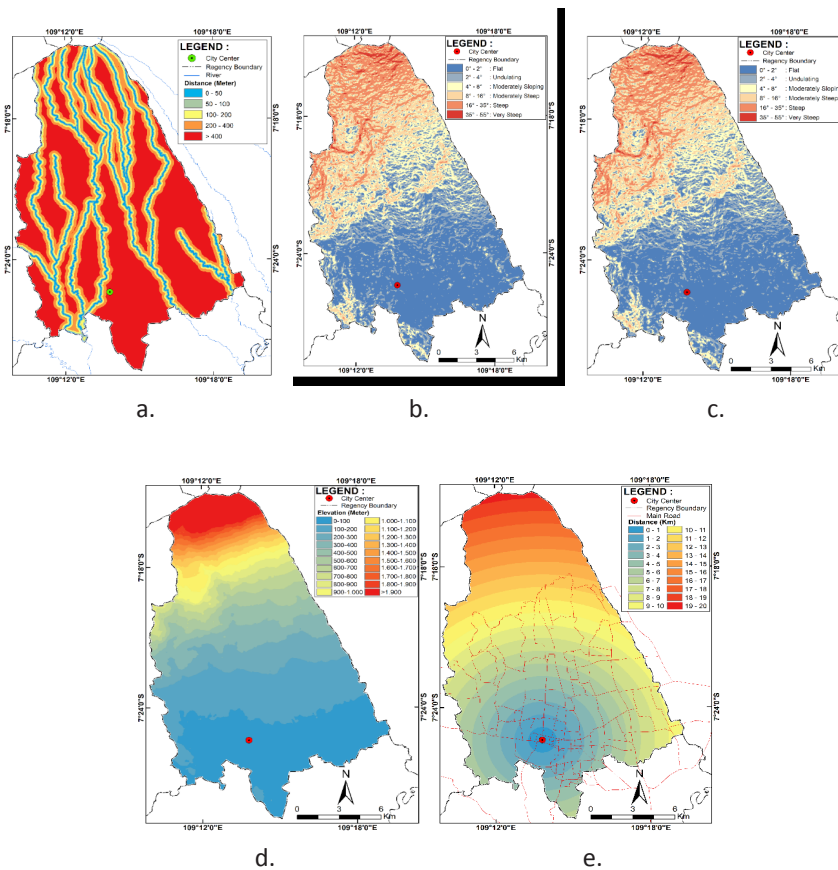 109°12'0"E 109°18'0"E
LEGEND :
City Center
Regency Boundary
River
Distance (Meter)
0 - 50
50 - 100
100 - 200
200 - 400
> 400
7°18'0"S
7°24'0"S
109°12'0"E 109°18'0"E
a.
109°12'0"E 109°18'0"E
LEGEND :
City Center
Regency Boundary
0° - 2° : Flat
2° - 4° : Undulating
4° - 8° : Moderately Sloping
8° - 16° : Moderately Steep
16° - 35° : Steep
35° - 55° : Very Steep
7°18'0"S
7°24'0"S
N
0 3 6
Km
109°12'0"E 109°18'0"E
b.
109°12'0"E 109°18'0"E
LEGEND :
City Center
Regency Boundary
0° - 2° : Flat
2° - 4° : Undulating
4° - 8° : Moderately Sloping
8° - 16° : Moderately Steep
16° - 35° : Steep
35° - 55° : Very Steep
7°18'0"S
7°24'0"S
N
0 3 6
Km
109°12'0"E 109°18'0"E
c.
109°12'0"E 109°18'0"E
LEGEND :
City Center
Regency Boundary
Elevation (Meter)
0-100 1.000-1.100
100-200 1.100-1.200
200-300 1.200-1.300
300-400 1.300-1.400
400-500 1.400-1.500
500-600 1.500-1.600
600-700 1.600-1.700
700-800 1.700-1.800
800-900 1.800-1.900
900-1.000 >1.900
7°18'0"S
7°24'0"S
N
0 3 6
Km
109°12'0"E 109°18'0"E
d.
109°12'0"E 109°18'0"E
LEGEND :
City Center
Regency Boundary
Main Road
Distance (Km)
0 - 1 10 - 11
1 - 2 11 - 12
2 - 3 12 - 13
3 - 4 13 - 14
4 - 5 14 - 15
5 - 6 15 - 16
6 - 7 16 - 17
7 - 8 17 - 18
8 - 9 18 - 19
9 - 10 19 - 20
7°18'0"S
7°24'0"S
N
0 3 6
Km
109°12'0"E 109°18'0"E
e.